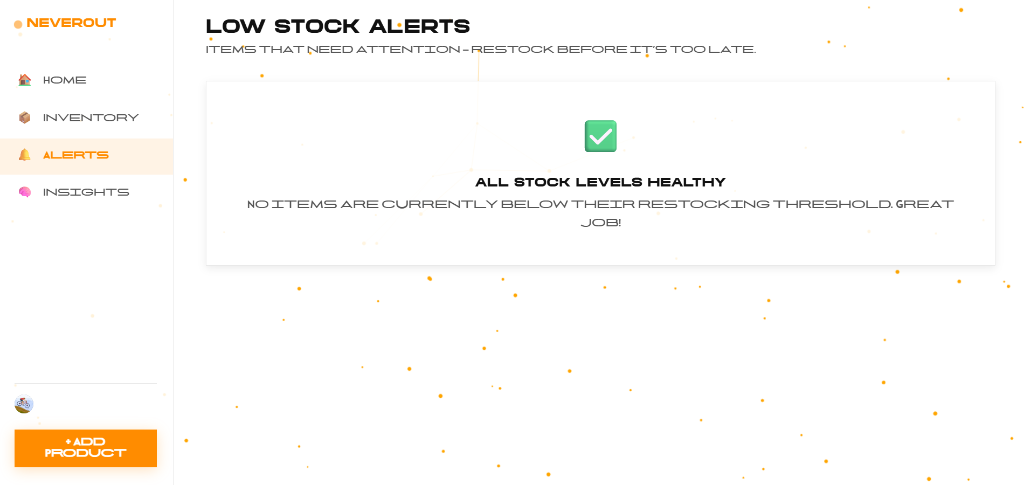 NEVEROUT
HOME
INVENTORY
ALERTS
INSIGHTS
+ ADD
PRODUCT
LOW STOCK ALERTS
ITEMS THAT NEED ATTENTION - RESTOCK BEFORE IT'S TOO LATE.
ALL STOCK LEVELS HEALTHY
NO ITEMS ARE CURRENTLY BELOW THEIR RESTOCKING THRESHOLD. GREAT
JOB!